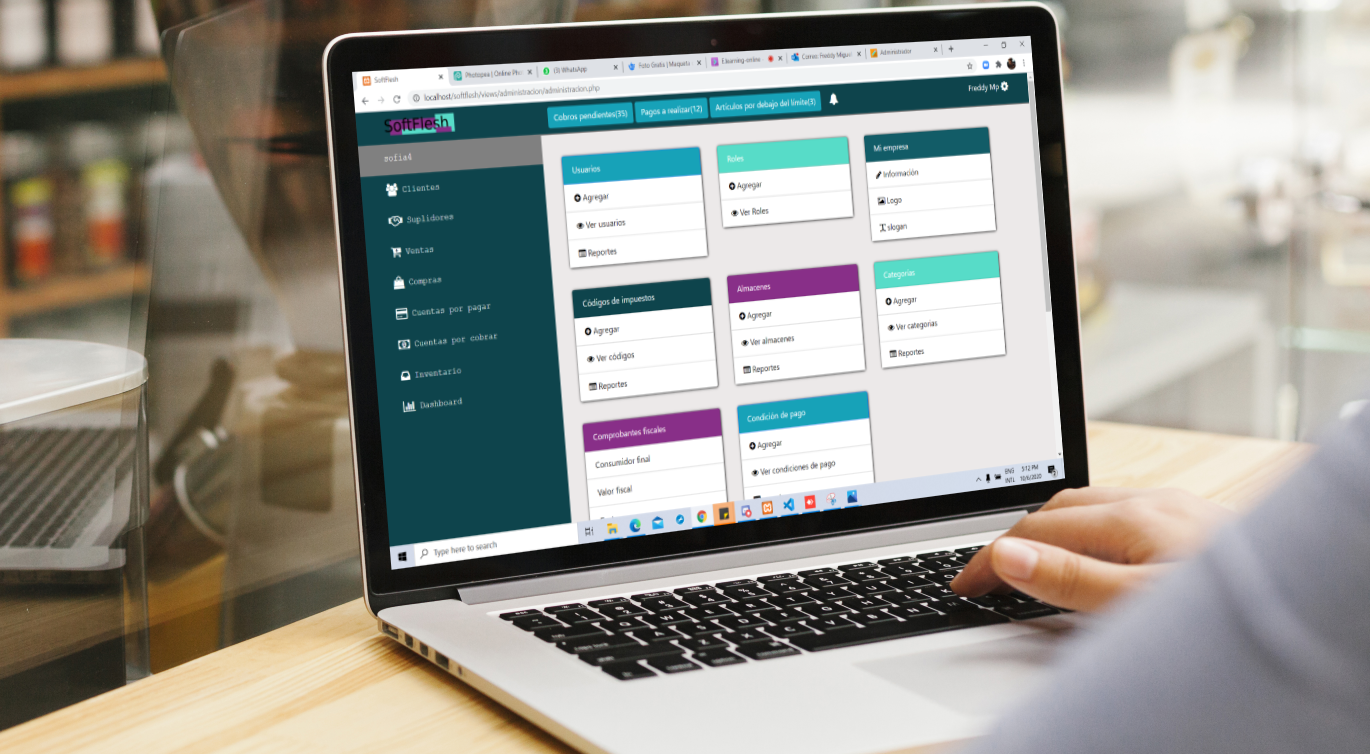 SoftFlesh
Photopea | Online Pho
(3) WhatsApp
Foto Gratis | Maqueta
Elearning-online
Correo: Freddy Migue
Administrator
localhost/softflesh/views/administracion/administracion.php
SoftFlesh
Cobros pendientes(35)
Pagos a realizar(12)
Articulos por debajo del límite(3)
Freddy Mp
sofia4
Clientes
Suplidores
Ventas
Compras
Cuentas por pagar
Cuentas por cobrar
Inventario
Dashboard
Usuarios
Agregar
Ver usuarios
Reportes
Roles
Agregar
Ver Roles
Mi empresa
Información
Logo
slogan
Códigos de impuestos
Agregar
Ver códigos
Reportes
Almacenes
Agregar
Ver almacenes
Reportes
Categorias
Agregar
Ver categorias
Reportes
Comprobantes fiscales
Consumidor final
Valor fiscal
Condición de pago
Agregar
Ver condiciones de pago
Type here to search
ENG
INTL
5:12 PM
10/6/2020